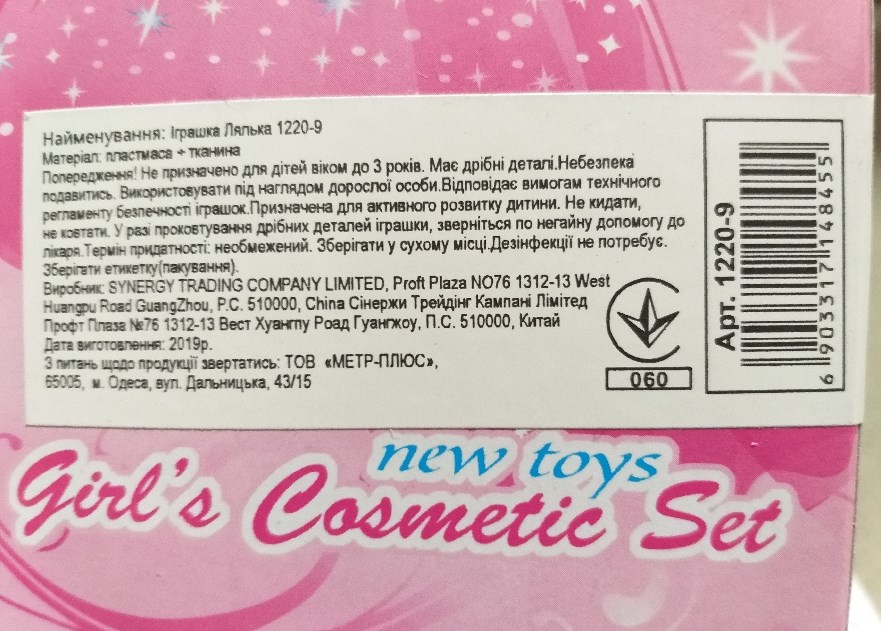 Найменування: Іграшка Лялька 1220-9
Матеріал: пластмаса + тканина
Попередження! Не призначено для дітей віком до 3 років. Має дрібні деталі.Небезпека
подавитись. Використовувати під наглядом дорослої особи.Відповідає вимогам технічного
регламенту безпечності іграшок.Призначена для активного розвитку дитини. Не кидати,
не ковтати. У разі проковтування дрібних деталей іграшки, зверніться по негайну допомогу до
лікаря.Термін придатності: необмежений. Зберігати у сухому місці.Дезінфекції не потребує.
Зберігати етикетку(пакування).
Виробник: SYNERGY TRADING COMPANY LIMITED, Proft Plaza NO76 1312-13 West
Huangpu Road GuangZhou, P.C. 510000, China Сінержи Трейдінг Кампані Лімітед
Профт Плаза №76 1312-13 Вест Хуангпу Роад Гуангжоу, П.С. 510000, Китай
Дата виготовлення: 2019р.
З питань щодо продукції звертатись: ТОВ «МЕТР-ПЛЮС»,
65005, м. Одеса, вул. Дальницька, 43/15
060
Арт. 1220-9
6 903317 148455
new toys
Girl's Cosmetic Set